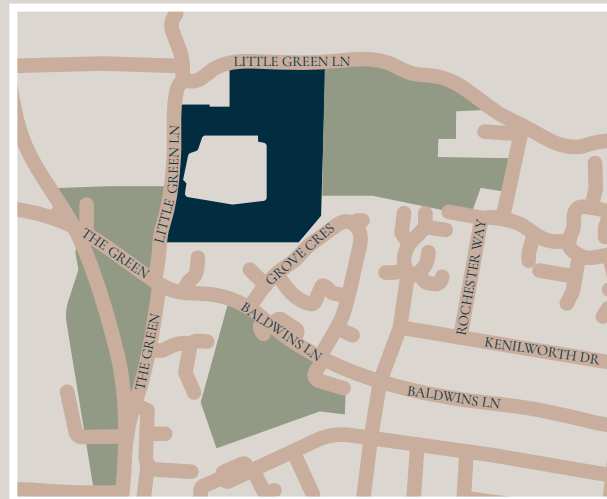 LITTLE GREEN LN
LITTLE GREEN LN
THE GREEN
GROVE CRES
ROCHESTER WAY
THE GREEN
BALDWINS LN
KENILWORTH DR
BALDWINS LN